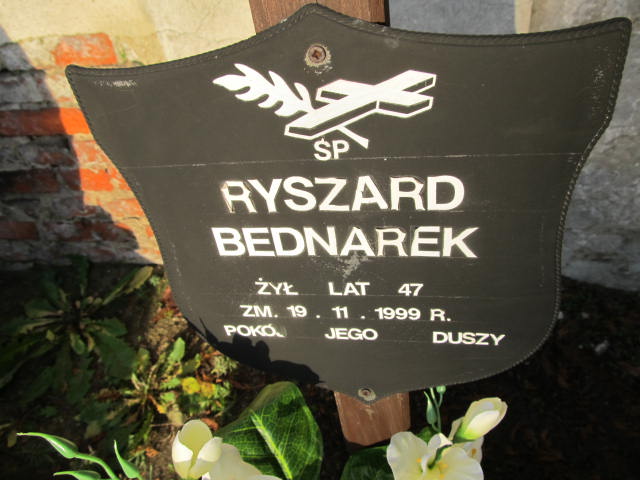 ŚP
RYSZARD
BEDNAREK
ŻYŁ LAT 47
ZM. 19 . 11 . 1999 R.
POKÓJ JEGO DUSZY